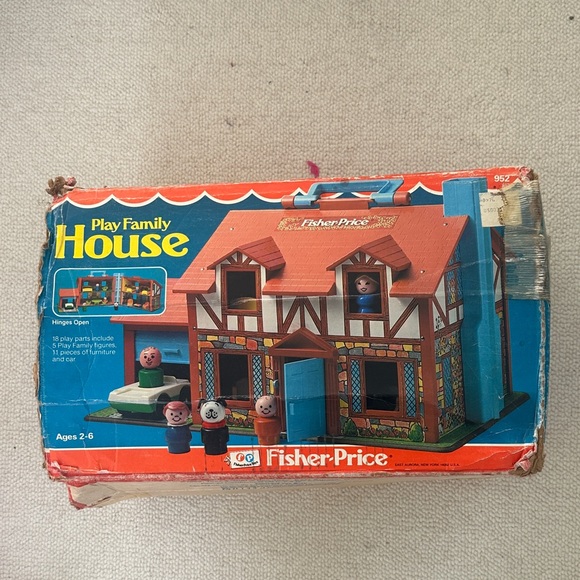 952
Play Family
House
Fisher-Price
Hinges Open
18 play parts include
5 Play Family figures,
11 pieces of furniture
and car
Ages 2-6
fp
Fisher-Price